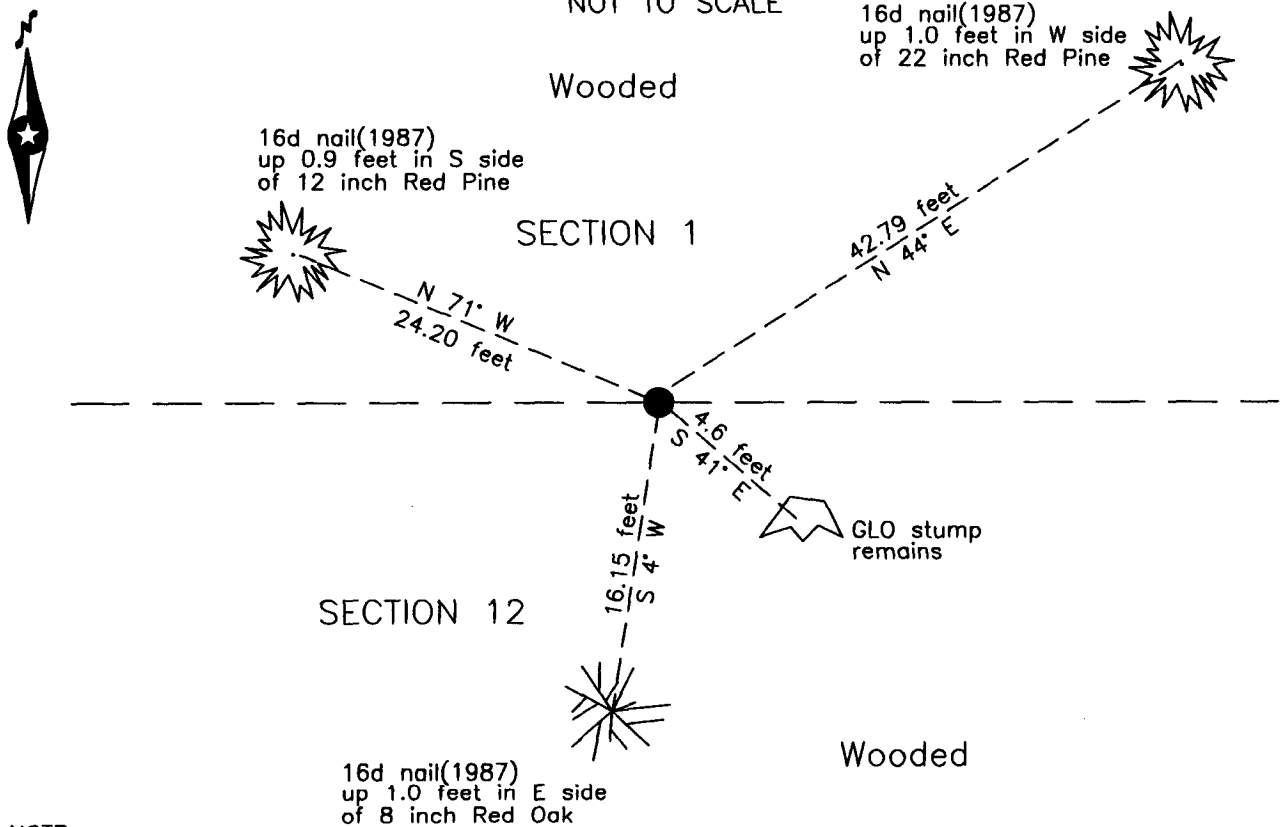 NOT TO SCALE
16d nail(1987)
up 1.0 feet in W side
of 22 inch Red Pine
N
Wooded
16d nail(1987)
up 0.9 feet in S side
of 12 inch Red Pine
SECTION 1
42.79 feet
N 44° E
N 71° W
24.20 feet
4.6 feet
S 41° E
GLO stump
remains
16.15 feet
S 4° W
SECTION 12
Wooded
16d nail(1987)
up 1.0 feet in E side
of 8 inch Red Oak